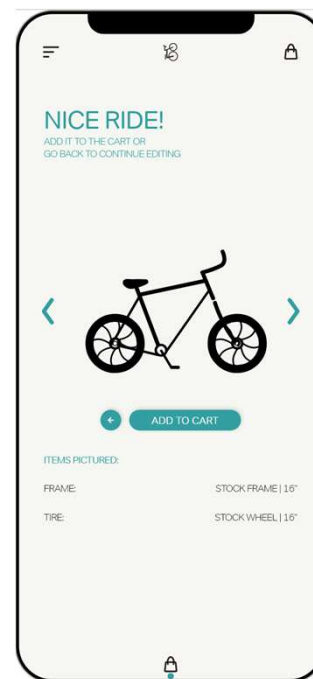 NICE RIDE!
ADD IT TO THE CART OR
GO BACK TO CONTINUE EDITING
ADD TO CART
ITEMS PICTURED:
FRAME: STOCK FRAME | 16"
TIRE: STOCK WHEEL | 16"